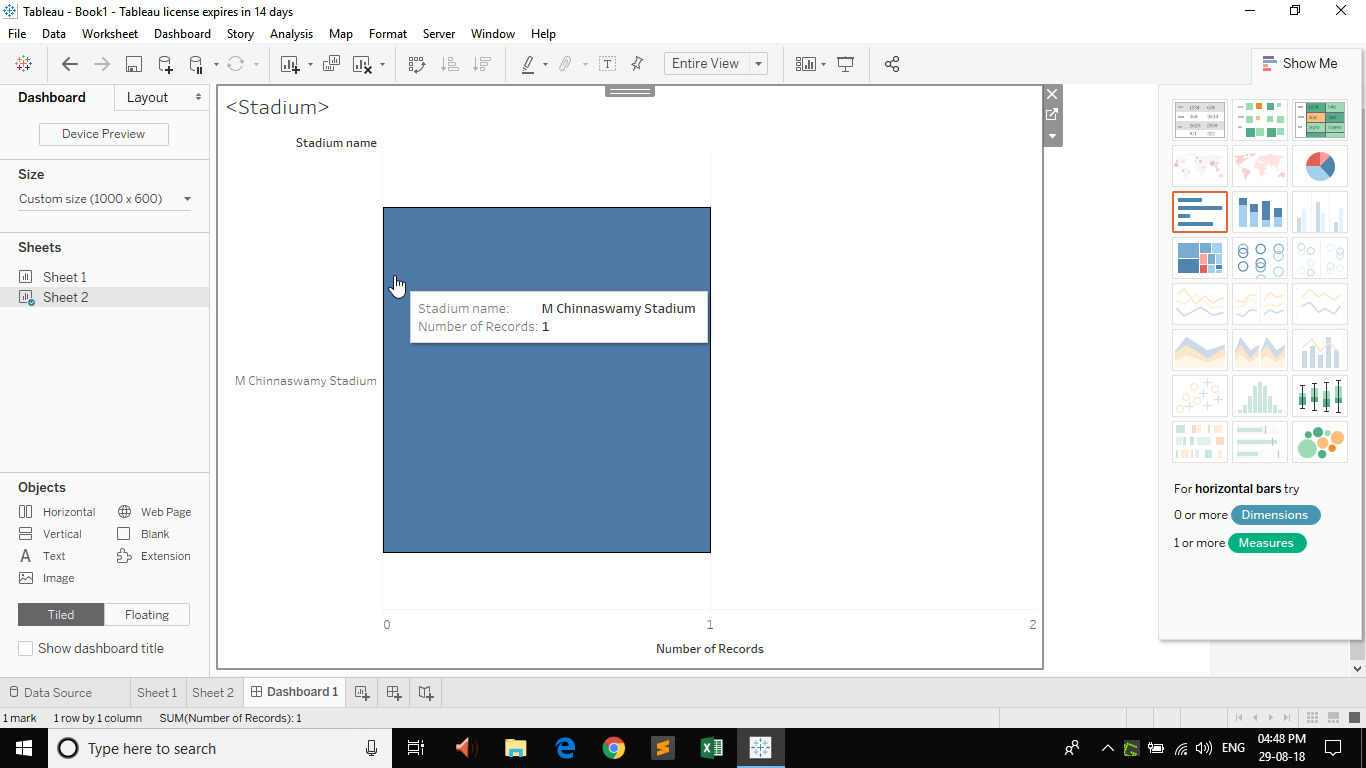 Tableau - Book1 - Tableau license expires in 14 days
File Data Worksheet Dashboard Story Analysis Map Format Server Window Help
Entire View
Show Me
Dashboard Layout
Device Preview
Size
Custom size (1000 x 600)
Sheets
Sheet 1
Sheet 2
Objects
Horizontal Web Page
Vertical Blank
Text Extension
Image
Tiled Floating
Show dashboard title
<Stadium>
Stadium name
Stadium name: M Chinnaswamy Stadium
Number of Records: 1
M Chinnaswamy Stadium
0 1 2
Number of Records
For horizontal bars try
0 or more Dimensions
1 or more Measures
Data Source Sheet 1 Sheet 2 Dashboard 1
1 mark 1 row by 1 column SUM(Number of Records): 1
Type here to search
ENG
04:48 PM
29-08-18